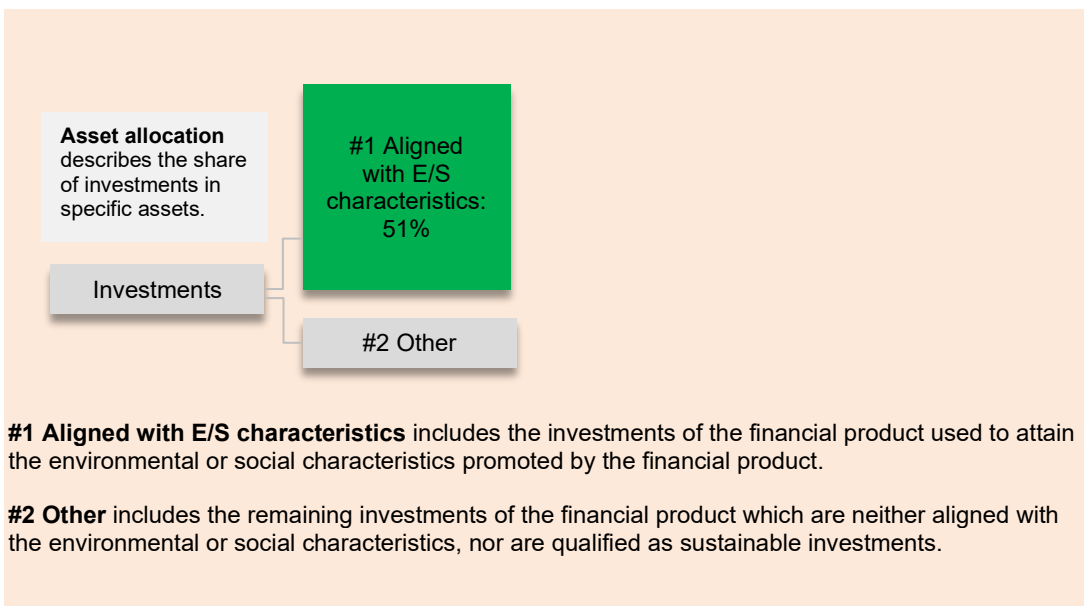 Asset allocation
describes the share
of investments in
specific assets.
#1 Aligned
with E/S
characteristics:
51%
Investments
#2 Other
#1 Aligned with E/S characteristics includes the investments of the financial product used to attain
the environmental or social characteristics promoted by the financial product.
#2 Other includes the remaining investments of the financial product which are neither aligned with
the environmental or social characteristics, nor are qualified as sustainable investments.